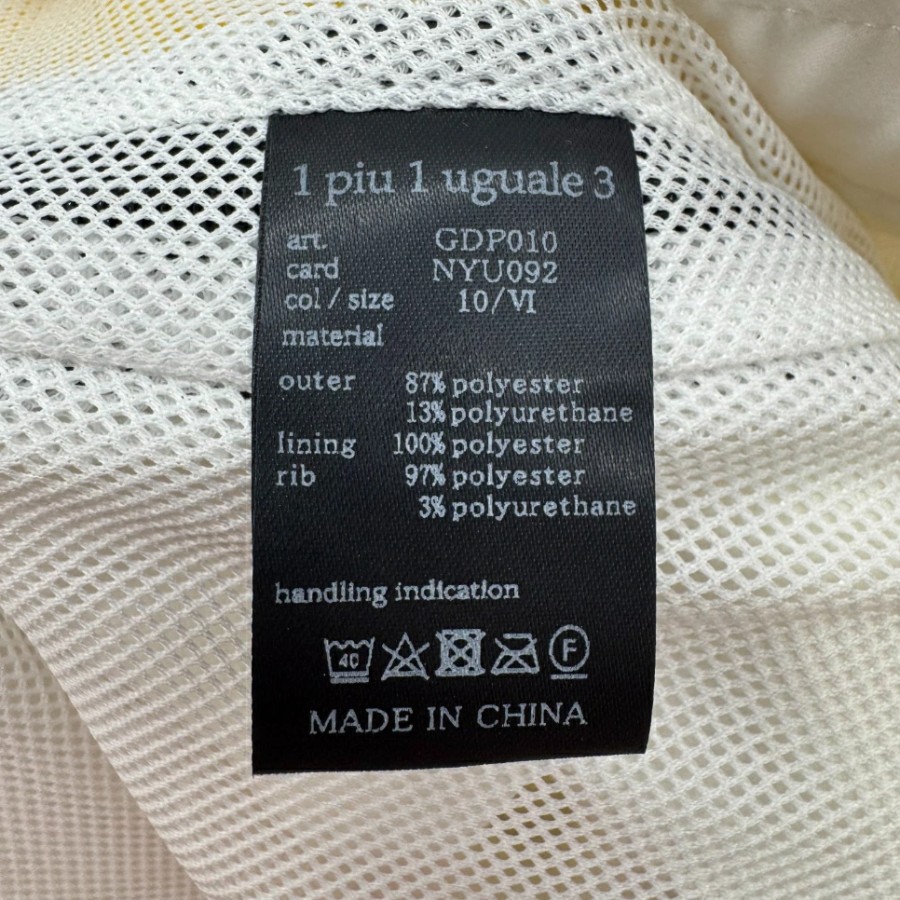 1 piu 1 uguale 3
art. GDP010
card NYU092
col / size 10/VI
material
outer 87% polyester
13% polyurethane
lining 100% polyester
rib 97% polyester
3% polyurethane
handling indication
40 F
MADE IN CHINA